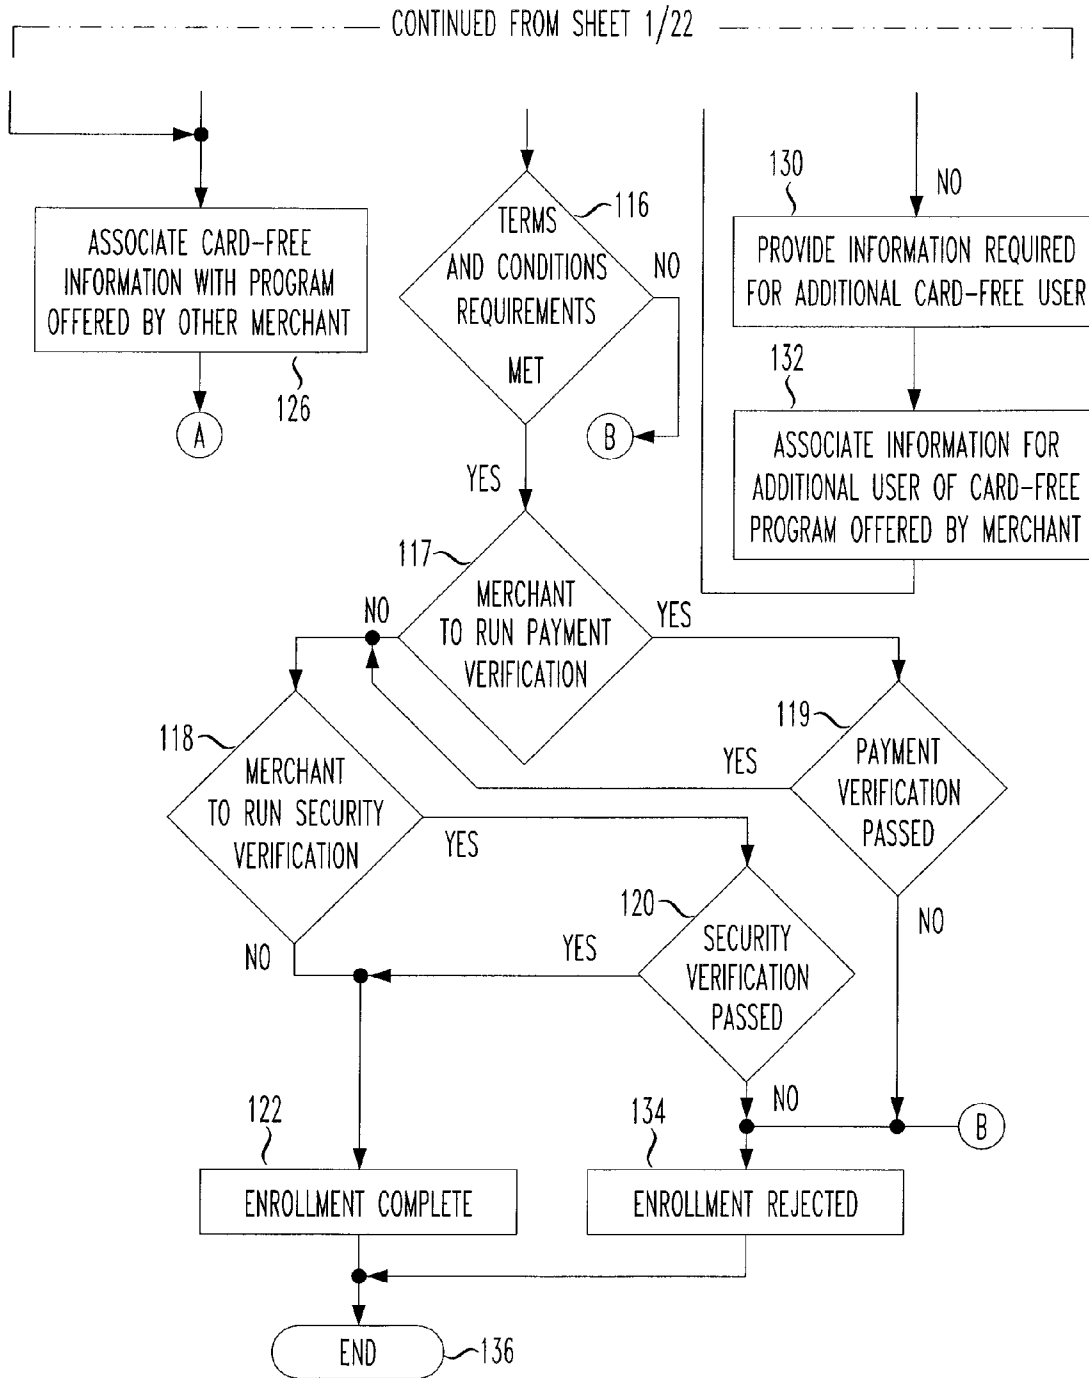 CONTINUED FROM SHEET 1/22
ASSOCIATE CARD-FREE
INFORMATION WITH PROGRAM
OFFERED BY OTHER MERCHANT
126
A
TERMS
AND CONDITIONS
REQUIREMENTS
MET
116
NO
B
YES
130
NO
PROVIDE INFORMATION REQUIRED
FOR ADDITIONAL CARD-FREE USER
132
ASSOCIATE INFORMATION FOR
ADDITIONAL USER OF CARD-FREE
PROGRAM OFFERED BY MERCHANT
117
NO
MERCHANT
TO RUN PAYMENT
VERIFICATION
YES
118
MERCHANT
TO RUN SECURITY
VERIFICATION
YES
NO
119
YES
PAYMENT
VERIFICATION
PASSED
NO
120
YES
SECURITY
VERIFICATION
PASSED
NO
B
122
ENROLLMENT COMPLETE
134
ENROLLMENT REJECTED
END
136